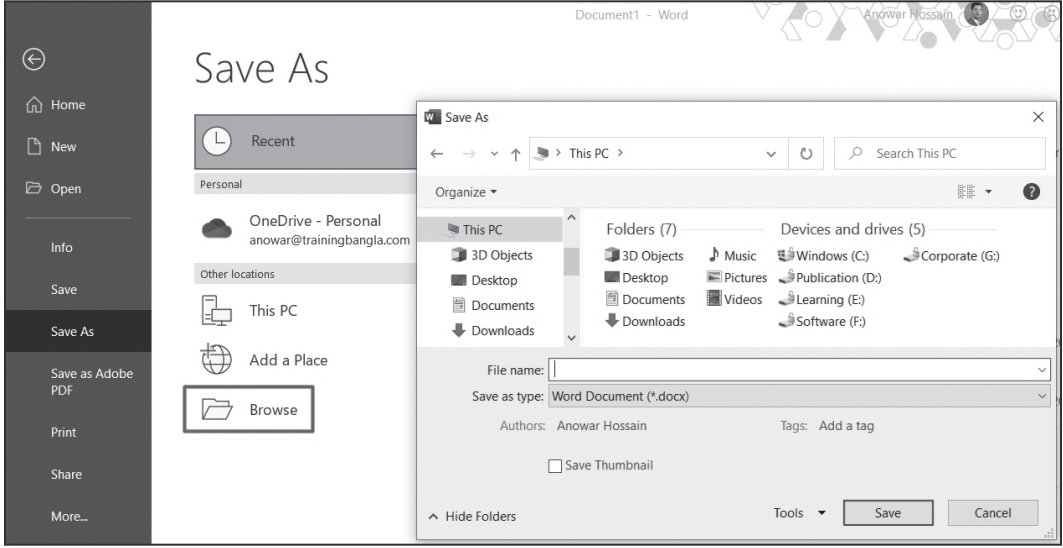 Document1 - Word
Anowar Hossain
Save As
Home
New
Open
Info
Save
Save As
Save as Adobe
PDF
Print
Share
More...
Recent
Personal
OneDrive - Personal
anowar@trainingbangla.com
Other locations
This PC
Add a Place
Browse
Save As
This PC
Search This PC
Organize
This PC
3D Objects
Desktop
Documents
Downloads
Folders (7)
3D Objects
Music
Desktop
Pictures
Documents
Videos
Downloads
Devices and drives (5)
Windows (C:)
Corporate (G:)
Publication (D:)
Learning (E:)
Software (F:)
File name:
Save as type: Word Document (*.docx)
Authors: Anowar Hossain
Tags: Add a tag
Save Thumbnail
Hide Folders
Tools
Save
Cancel